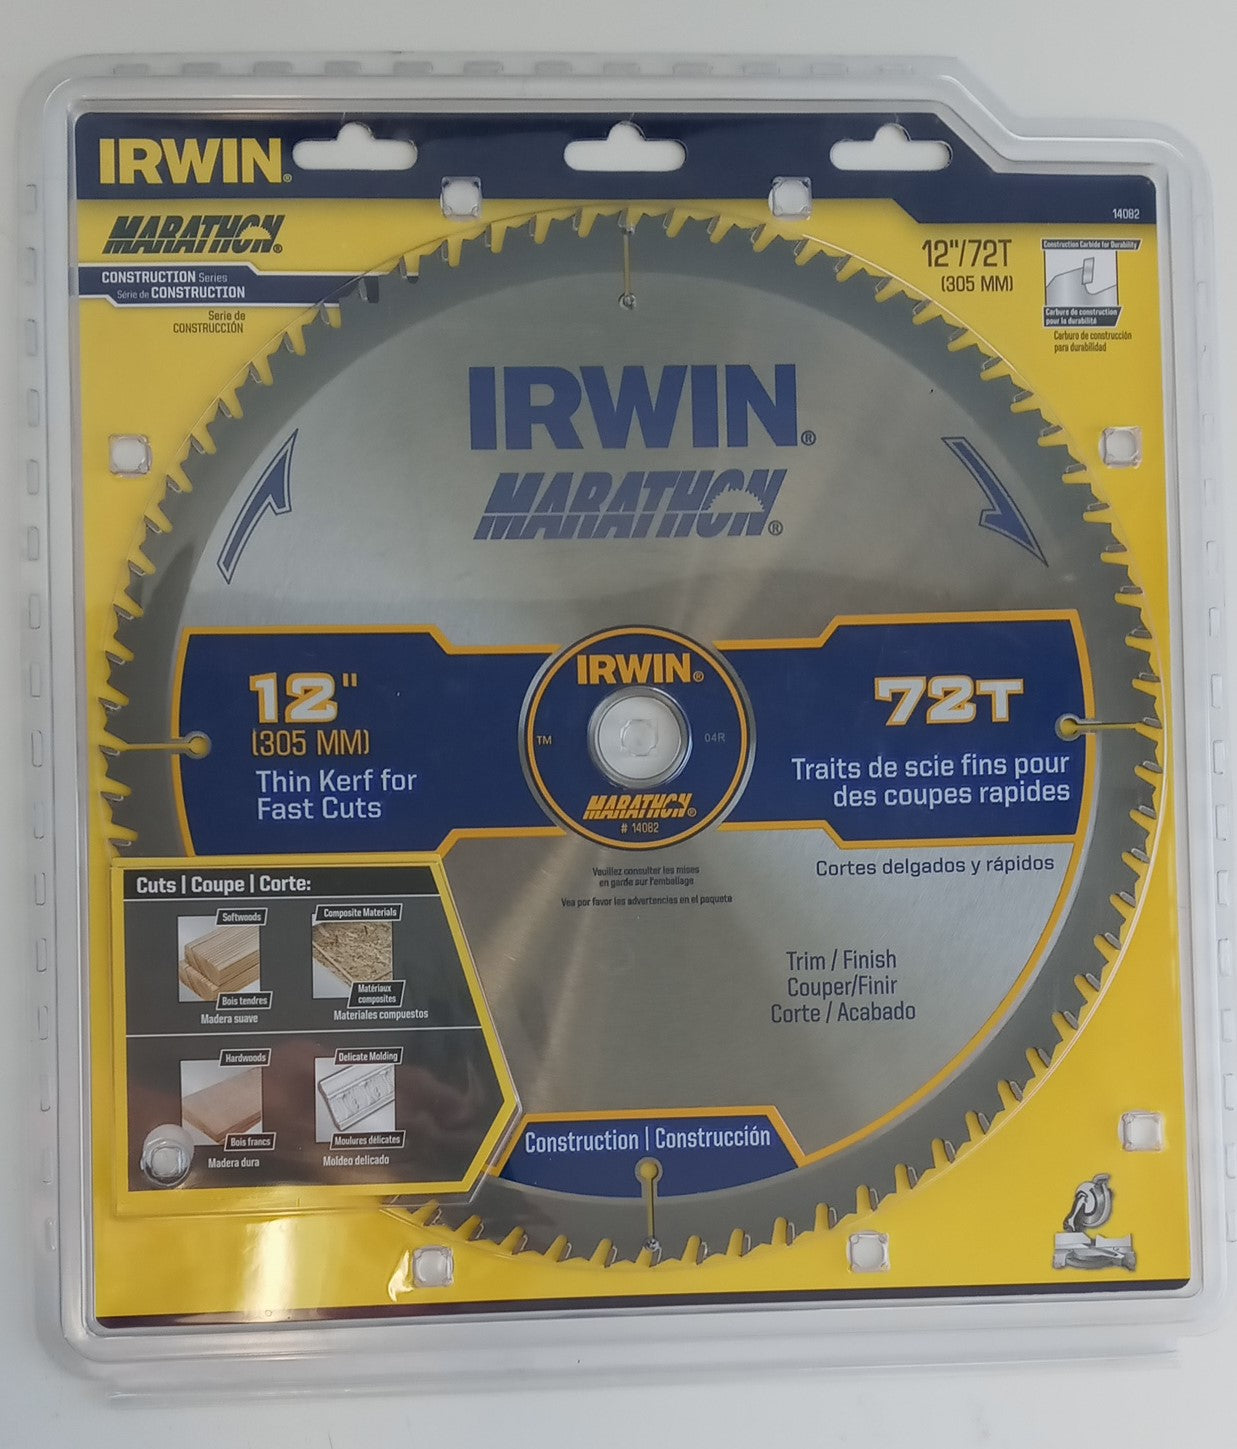 IRWIN®
MARATHON®
CONSTRUCTION Series
Série de CONSTRUCTION
Serie de
CONSTRUCCIÓN
14082
12"/72T
(305 MM)
Construction Carbide for Durability
Carbure de construction
pour la durabilité
Carburo de construcción
para durabilidad
IRWIN®
MARATHON®
12"
(305 MM)
Thin Kerf for
Fast Cuts
IRWIN®
TM
04R
MARATHON®
# 14082
72T
Traits de scie fins pour
des coupes rapides
Cortes delgados y rápidos
Veuillez consulter les mises
en garde sur l'emballage
Vea por favor las advertencias en el paquete
Trim / Finish
Couper/Finir
Corte / Acabado
Cuts | Coupe | Corte:
Softwoods
Bois tendres
Madera suave
Composite Materials
Matériaux
composites
Materiales compuestos
Hardwoods
Bois francs
Madera dura
Delicate Molding
Moulures délicates
Moldeo delicado
Construction | Construcción